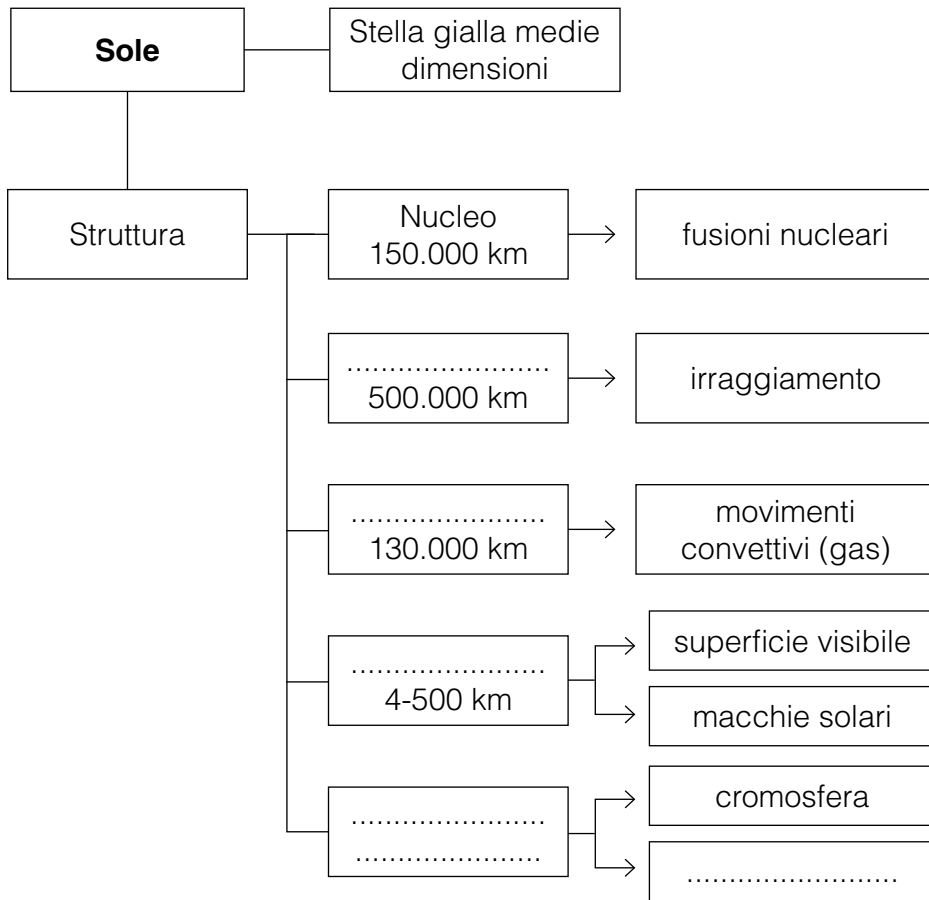 Sole
Stella gialla medie
dimensioni
Struttura
Nucleo
150.000 km
fusioni nucleari
........................
500.000 km
irraggiamento
.......................
130.000 km
movimenti
convettivi (gas)
.......................
4-500 km
superficie visibile
macchie solari
.......................
......................
cromosfera
.........................